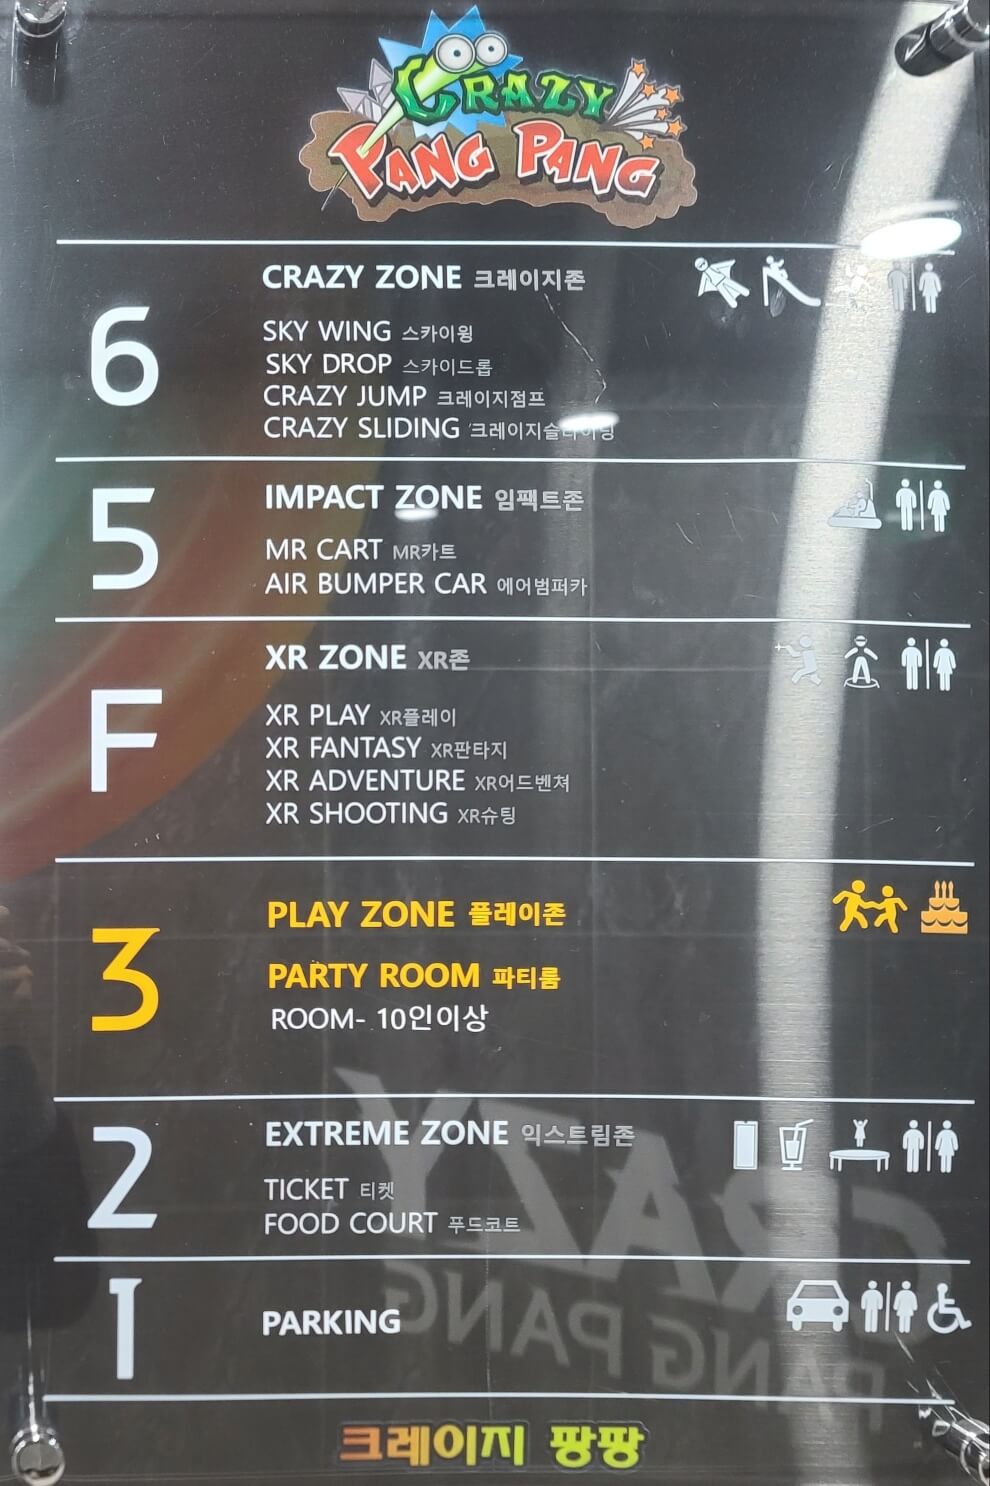 CRAZY
PANG PANG
6
CRAZY ZONE 크레이지존
SKY WING 스카이윙
SKY DROP 스카이드롭
CRAZY JUMP 크레이지점프
CRAZY SLIDING 크레이지슬라이딩
5
IMPACT ZONE 임팩트존
MR CART MR카트
AIR BUMPER CAR 에어범퍼카
F
XR ZONE XR존
XR PLAY XR플레이
XR FANTASY XR판타지
XR ADVENTURE XR어드벤쳐
XR SHOOTING XR슈팅
3
PLAY ZONE 플레이존
PARTY ROOM 파티룸
ROOM- 10인이상
2
EXTREME ZONE 익스트림존
TICKET 티켓
FOOD COURT 푸드코트
1
PARKING
CRAZY
PANG PANG
크레이지 팡팡